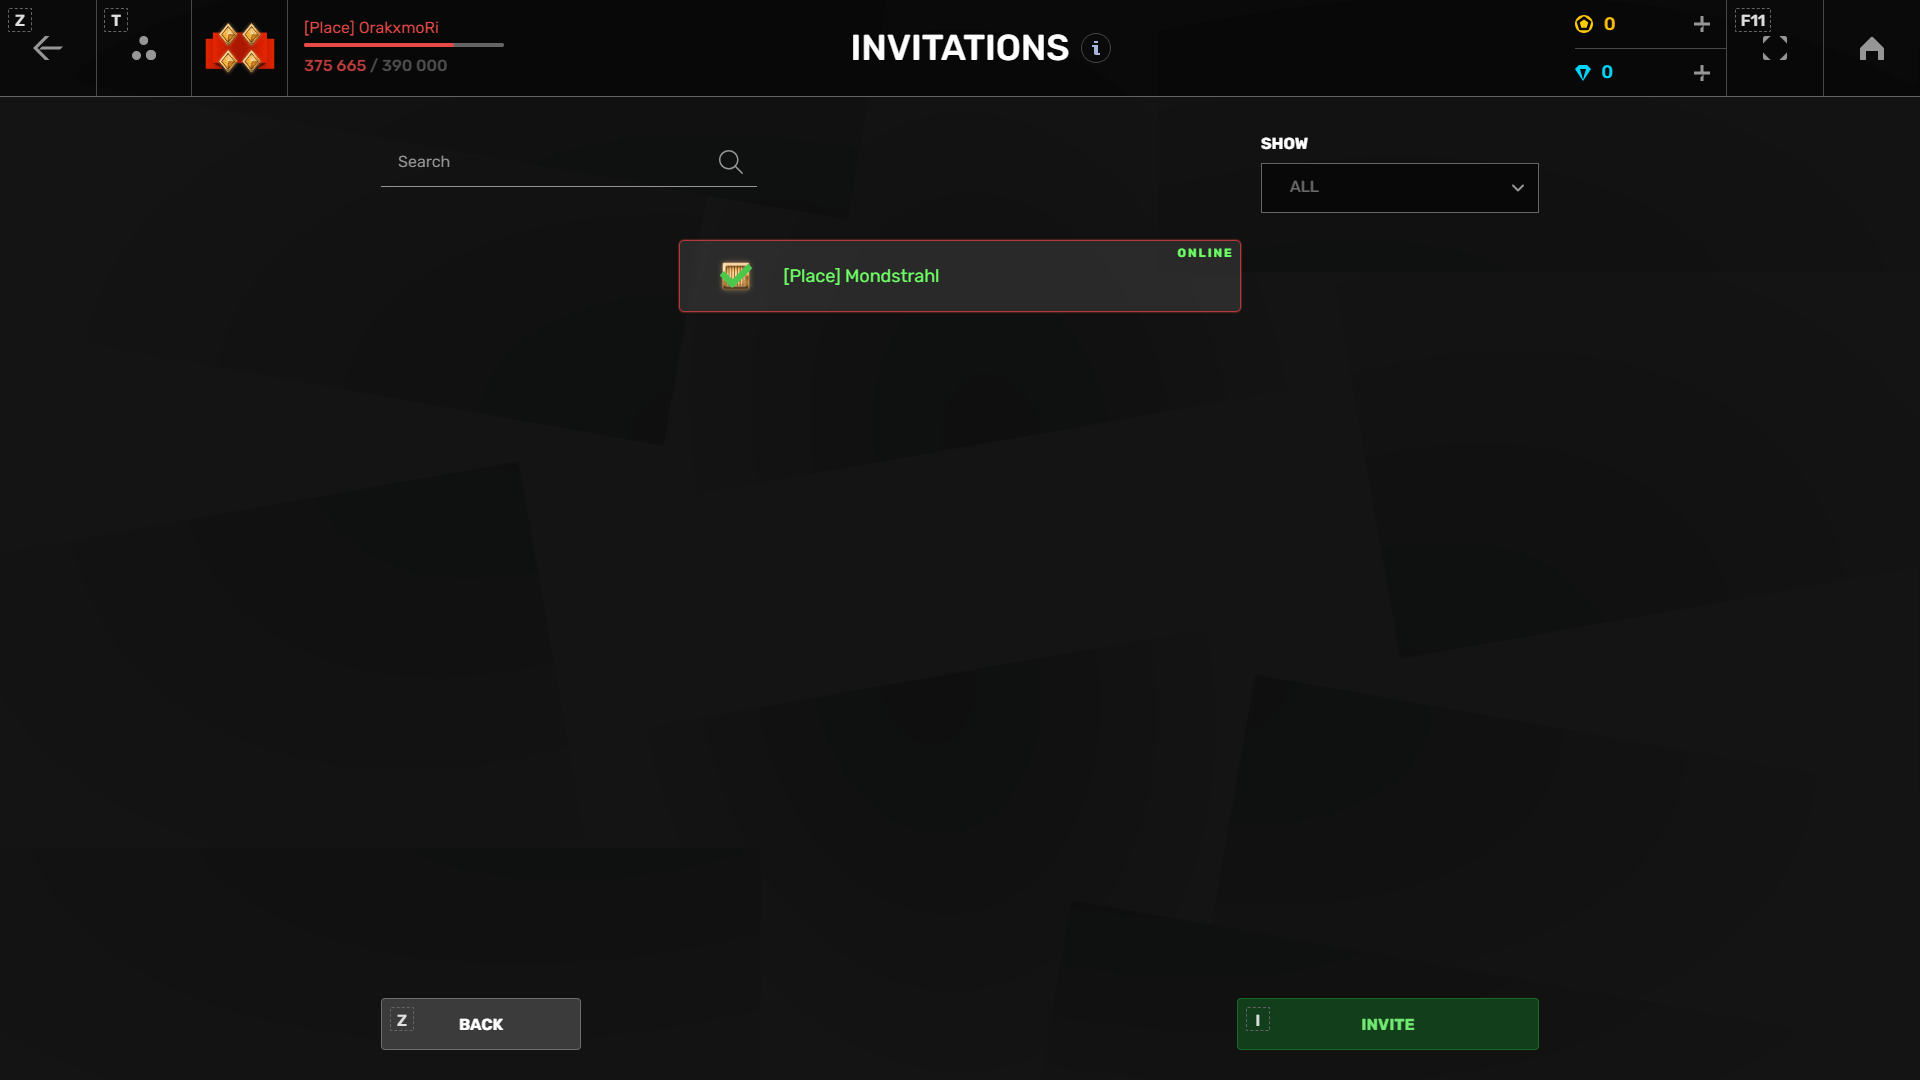 Z
T
[Place] OrakxmoRi
375 665 / 390 000
INVITATIONS i
0
0
F11
Search
SHOW
ALL
ONLINE
[Place] Mondstrahl
Z
BACK
I
INVITE